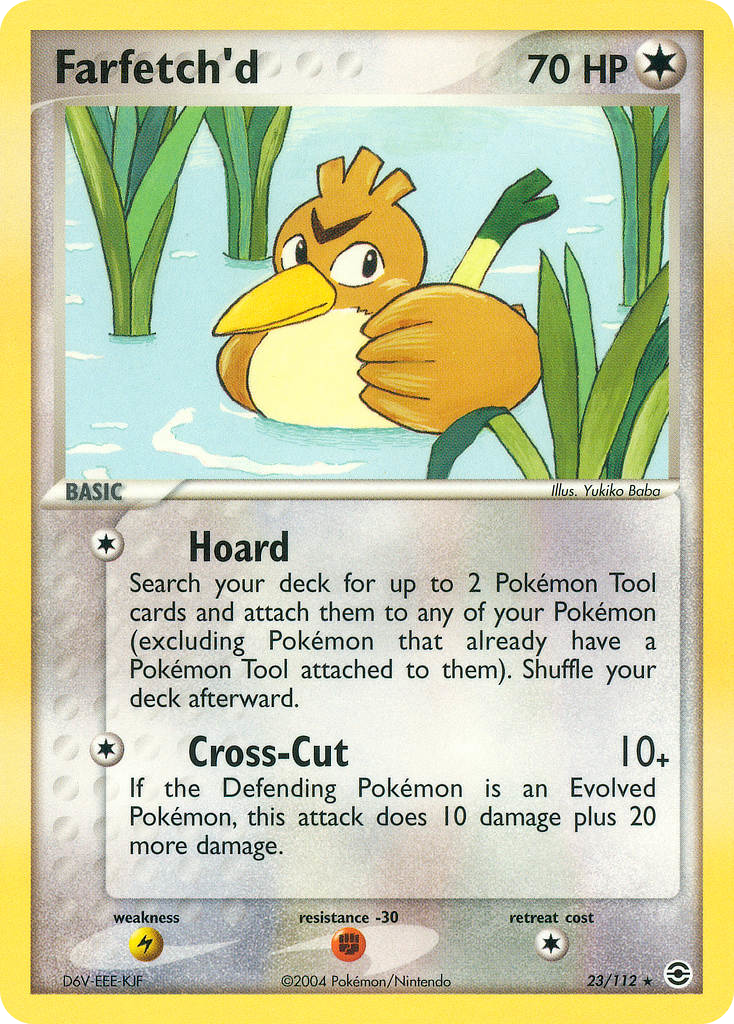 Farfetch'd
70 HP
BASIC
Illus. Yukiko Baba
Hoard
Search your deck for up to 2 Pokémon Tool
cards and attach them to any of your Pokémon
(excluding Pokémon that already have a
Pokémon Tool attached to them). Shuffle your
deck afterward.
Cross-Cut 10+
If the Defending Pokémon is an Evolved
Pokémon, this attack does 10 damage plus 20
more damage.
weakness resistance -30 retreat cost
D6V-EEE-KJF ©2004 Pokémon/Nintendo 23/112 ★